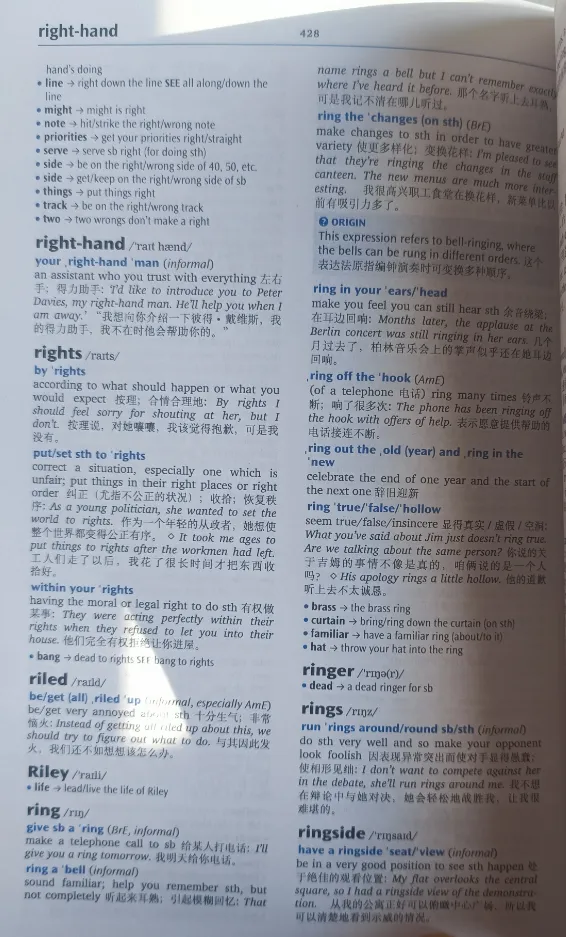 right-hand
428
hand's doing
• line → right down the line SEE all along/down the
line
• might → might is right
• note → hit/strike the right/wrong note
• priorities → get your priorities right/straight
• serve → serve sb right (for doing sth)
• side → be on the right/wrong side of 40, 50, etc.
• side → get/keep on the right/wrong side of sb
• things → put things right
• track → be on the right/wrong track
• two → two wrongs don't make a right
right-hand /ˈraɪt hænd/
your ˌright-hand ˈman (informal)
an assistant who you trust with everything 左右
手；得力助手：I'd like to introduce you to Peter
Davies, my right-hand man. He'll help you when I
am away.' “我想向你介绍一下彼得·戴维斯，我
的得力助手，我不在时他会帮助你的。”
rights /raɪts/
by ˈrights
according to what should happen or what you
would expect 按理；合情合理地：By rights I
should feel sorry for shouting at her, but I
don't. 按理说，对她嚷嚷，我该觉得抱歉，可是我
没有。
put/set sth to ˈrights
correct a situation, especially one which is
unfair; put things in their right places or right
order 纠正（尤指不公正的状况）；收拾；恢复秩
序：As a young politician, she wanted to set the
world to rights. 作为一个年轻的从政者，她想使
整个世界都变得公正有序。 ◇ It took me ages to
put things to rights after the workmen had left.
工人们走了以后，我花了很长时间才把东西收
拾好。
within your ˈrights
having the moral or legal right to do sth 有权做
某事：They were acting perfectly within their
rights when they refused to let you into their
house. 他们完全有权拒绝让你进屋。
• bang → dead to rights SEE bang to rights
riled /raɪld/
be/get (all) ˌriled ˈup (informal, especially AmE)
be/get very annoyed about sth 十分生气；非常
恼火：Instead of getting all riled up about this, we
should try to figure out what to do. 与其因此发
火，我们还不如想想该怎么办。
Riley /ˈraɪli/
• life → lead/live the life of Riley
ring /rɪŋ/
give sb a ˈring (BrE, informal)
make a telephone call to sb 给某人打电话：I'll
give you a ring tomorrow. 我明天给你电话。
ring a ˈbell (informal)
sound familiar; help you remember sth, but
not completely 听起来耳熟；引起模糊回忆：That
name rings a bell but I can't remember exactly
where I've heard it before. 那个名字听上去耳熟，
可是我记不清在哪儿听过。
ring the ˈchanges (on sth) (BrE)
make changes to sth in order to have greater
variety 使更多样化；变换花样：I'm pleased to see
that they're ringing the changes in the staff
canteen. The new menus are much more inter-
esting. 我很高兴职工食堂在换花样，新菜单比以
前有吸引力多了。
ORIGIN
This expression refers to bell-ringing, where
the bells can be rung in different orders. 这个
表达法原指编钟演奏时可变换多种顺序。
ring in your ˈears/ˈhead
make you feel you can still hear sth 余音绕梁；
在耳边回响：Months later, the applause at the
Berlin concert was still ringing in her ears. 几个
月过去了，柏林音乐会上的掌声似乎还在她耳边
回响。
ˌring off the ˈhook (AmE)
(of a telephone 电话) ring many times 铃声不
断；响了很多次：The phone has been ringing off
the hook with offers of help. 表示愿意提供帮助的
电话接连不断。
ˌring out the ˌold (year) and ˌring in the
ˈnew
celebrate the end of one year and the start of
the next one 辞旧迎新
ring ˈtrue/ˈfalse/ˈhollow
seem true/false/insincere 显得真实／虚假／空洞：
What you've said about Jim just doesn't ring true.
Are we talking about the same person? 你说的关
于吉姆的事情不像是真的，咱俩说的是一个人
吗？ ◇ His apology rings a little hollow. 他的道歉
听上去不太诚恳。
• brass → the brass ring
• curtain → bring/ring down the curtain (on sth)
• familiar → have a familiar ring (about/to it)
• hat → throw your hat into the ring
ringer /ˈrɪŋə(r)/
• dead → a dead ringer for sb
rings /rɪŋz/
run ˈrings around/round sb/sth (informal)
do sth very well and so make your opponent
look foolish 因表现异常突出而使对手显得愚蠢；
使相形见绌：I don't want to compete against her
in the debate, she'll run rings around me. 我不想
在辩论中与她对决，她会轻松地战胜我，让我很
难堪的。
ringside /ˈrɪŋsaɪd/
have a ringside ˈseat/ˈview (informal)
be in a very good position to see sth happen 处
于绝佳的观看位置：My flat overlooks the central
square, so I had a ringside view of the demonstra-
tion. 从我的公寓正好可以俯瞰中心广场，所以我
可以清楚地看到示威的情况。